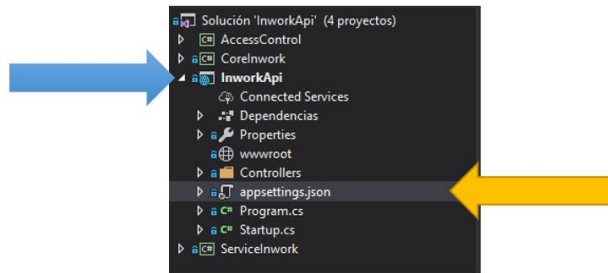 Solución 'InworkApi' (4 proyectos)
C# AccessControl
C# CoreInwork
InworkApi
Connected Services
Dependencias
Properties
wwwroot
Controllers
appsettings.json
C# Program.cs
C# Startup.cs
C# ServiceInwork